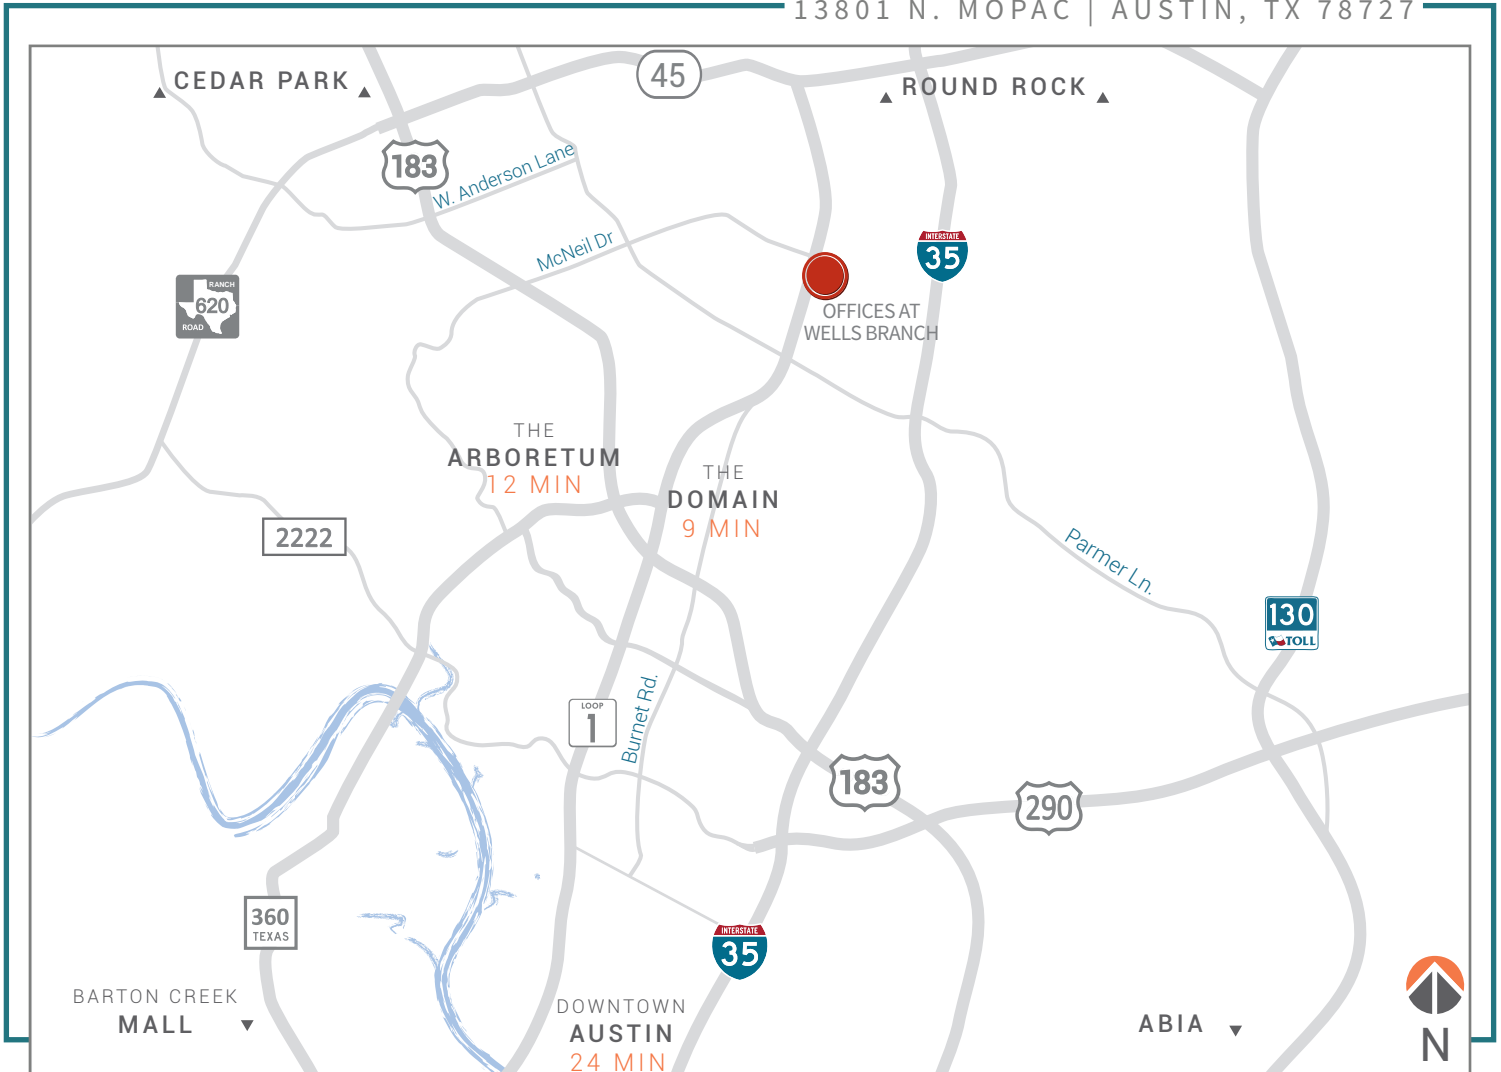 13801 N. MOPAC | AUSTIN, TX 78727
CEDAR PARK
45
ROUND ROCK
183
W. Anderson Lane
McNeil Dr
INTERSTATE
35
RANCH
620
ROAD
OFFICES AT
WELLS BRANCH
THE
ARBORETUM
12 MIN
THE
DOMAIN
9 MIN
2222
Parmer Ln.
130
TOLL
LOOP
1
Burnet Rd.
183
290
360
TEXAS
INTERSTATE
35
BARTON CREEK
MALL
DOWNTOWN
AUSTIN
24 MIN
ABIA
N